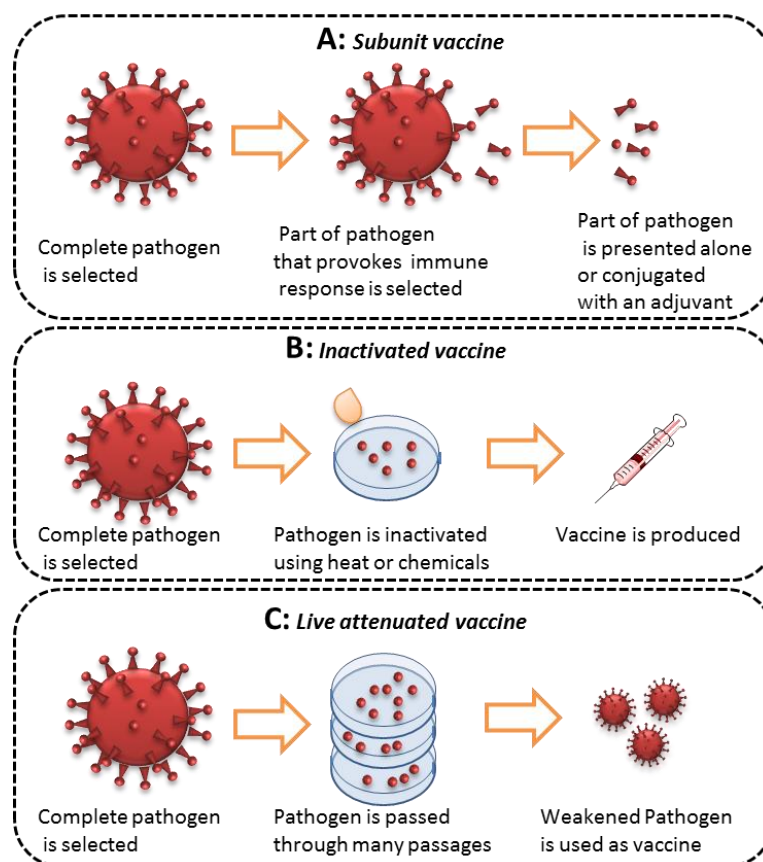 A: Subunit vaccine
Complete pathogen
is selected
Part of pathogen
that provokes immune
response is selected
Part of pathogen
is presented alone
or conjugated
with an adjuvant
B: Inactivated vaccine
Complete pathogen
is selected
Pathogen is inactivated
using heat or chemicals
Vaccine is produced
C: Live attenuated vaccine
Complete pathogen
is selected
Pathogen is passed
through many passages
Weakened Pathogen
is used as vaccine